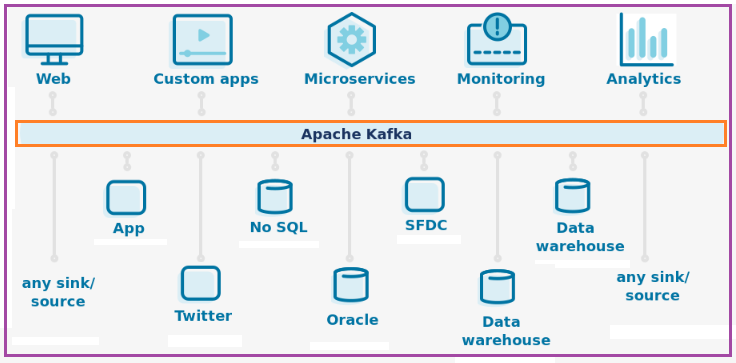 Web
Custom apps
Microservices
Monitoring
Analytics
Apache Kafka
App
No SQL
SFDC
Data
warehouse
any sink/
source
Twitter
Oracle
Data
warehouse
any sink/
source